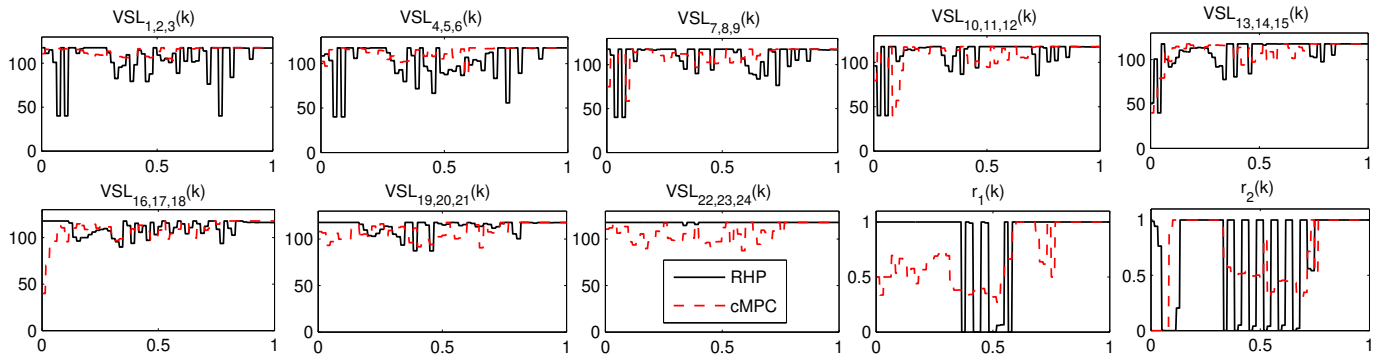 VSL1,2,3(k) VSL4,5,6(k) VSL7,8,9(k) VSL10,11,12(k) VSL13,14,15(k)
100 100 100 100 100
50 50 50 50 50
0 0 0 0 0
0 0.5 1 0 0.5 1 0 0.5 1 0 0.5 1 0 0.5 1
VSL16,17,18(k) VSL19,20,21(k) VSL22,23,24(k) r1(k) r2(k)
100 100 100 1 1
50 50 50 0.5 0.5
RHP
cMPC
0 0 0 0 0
0 0.5 1 0 0.5 1 0 0.5 1 0 0.5 1 0 0.5 1